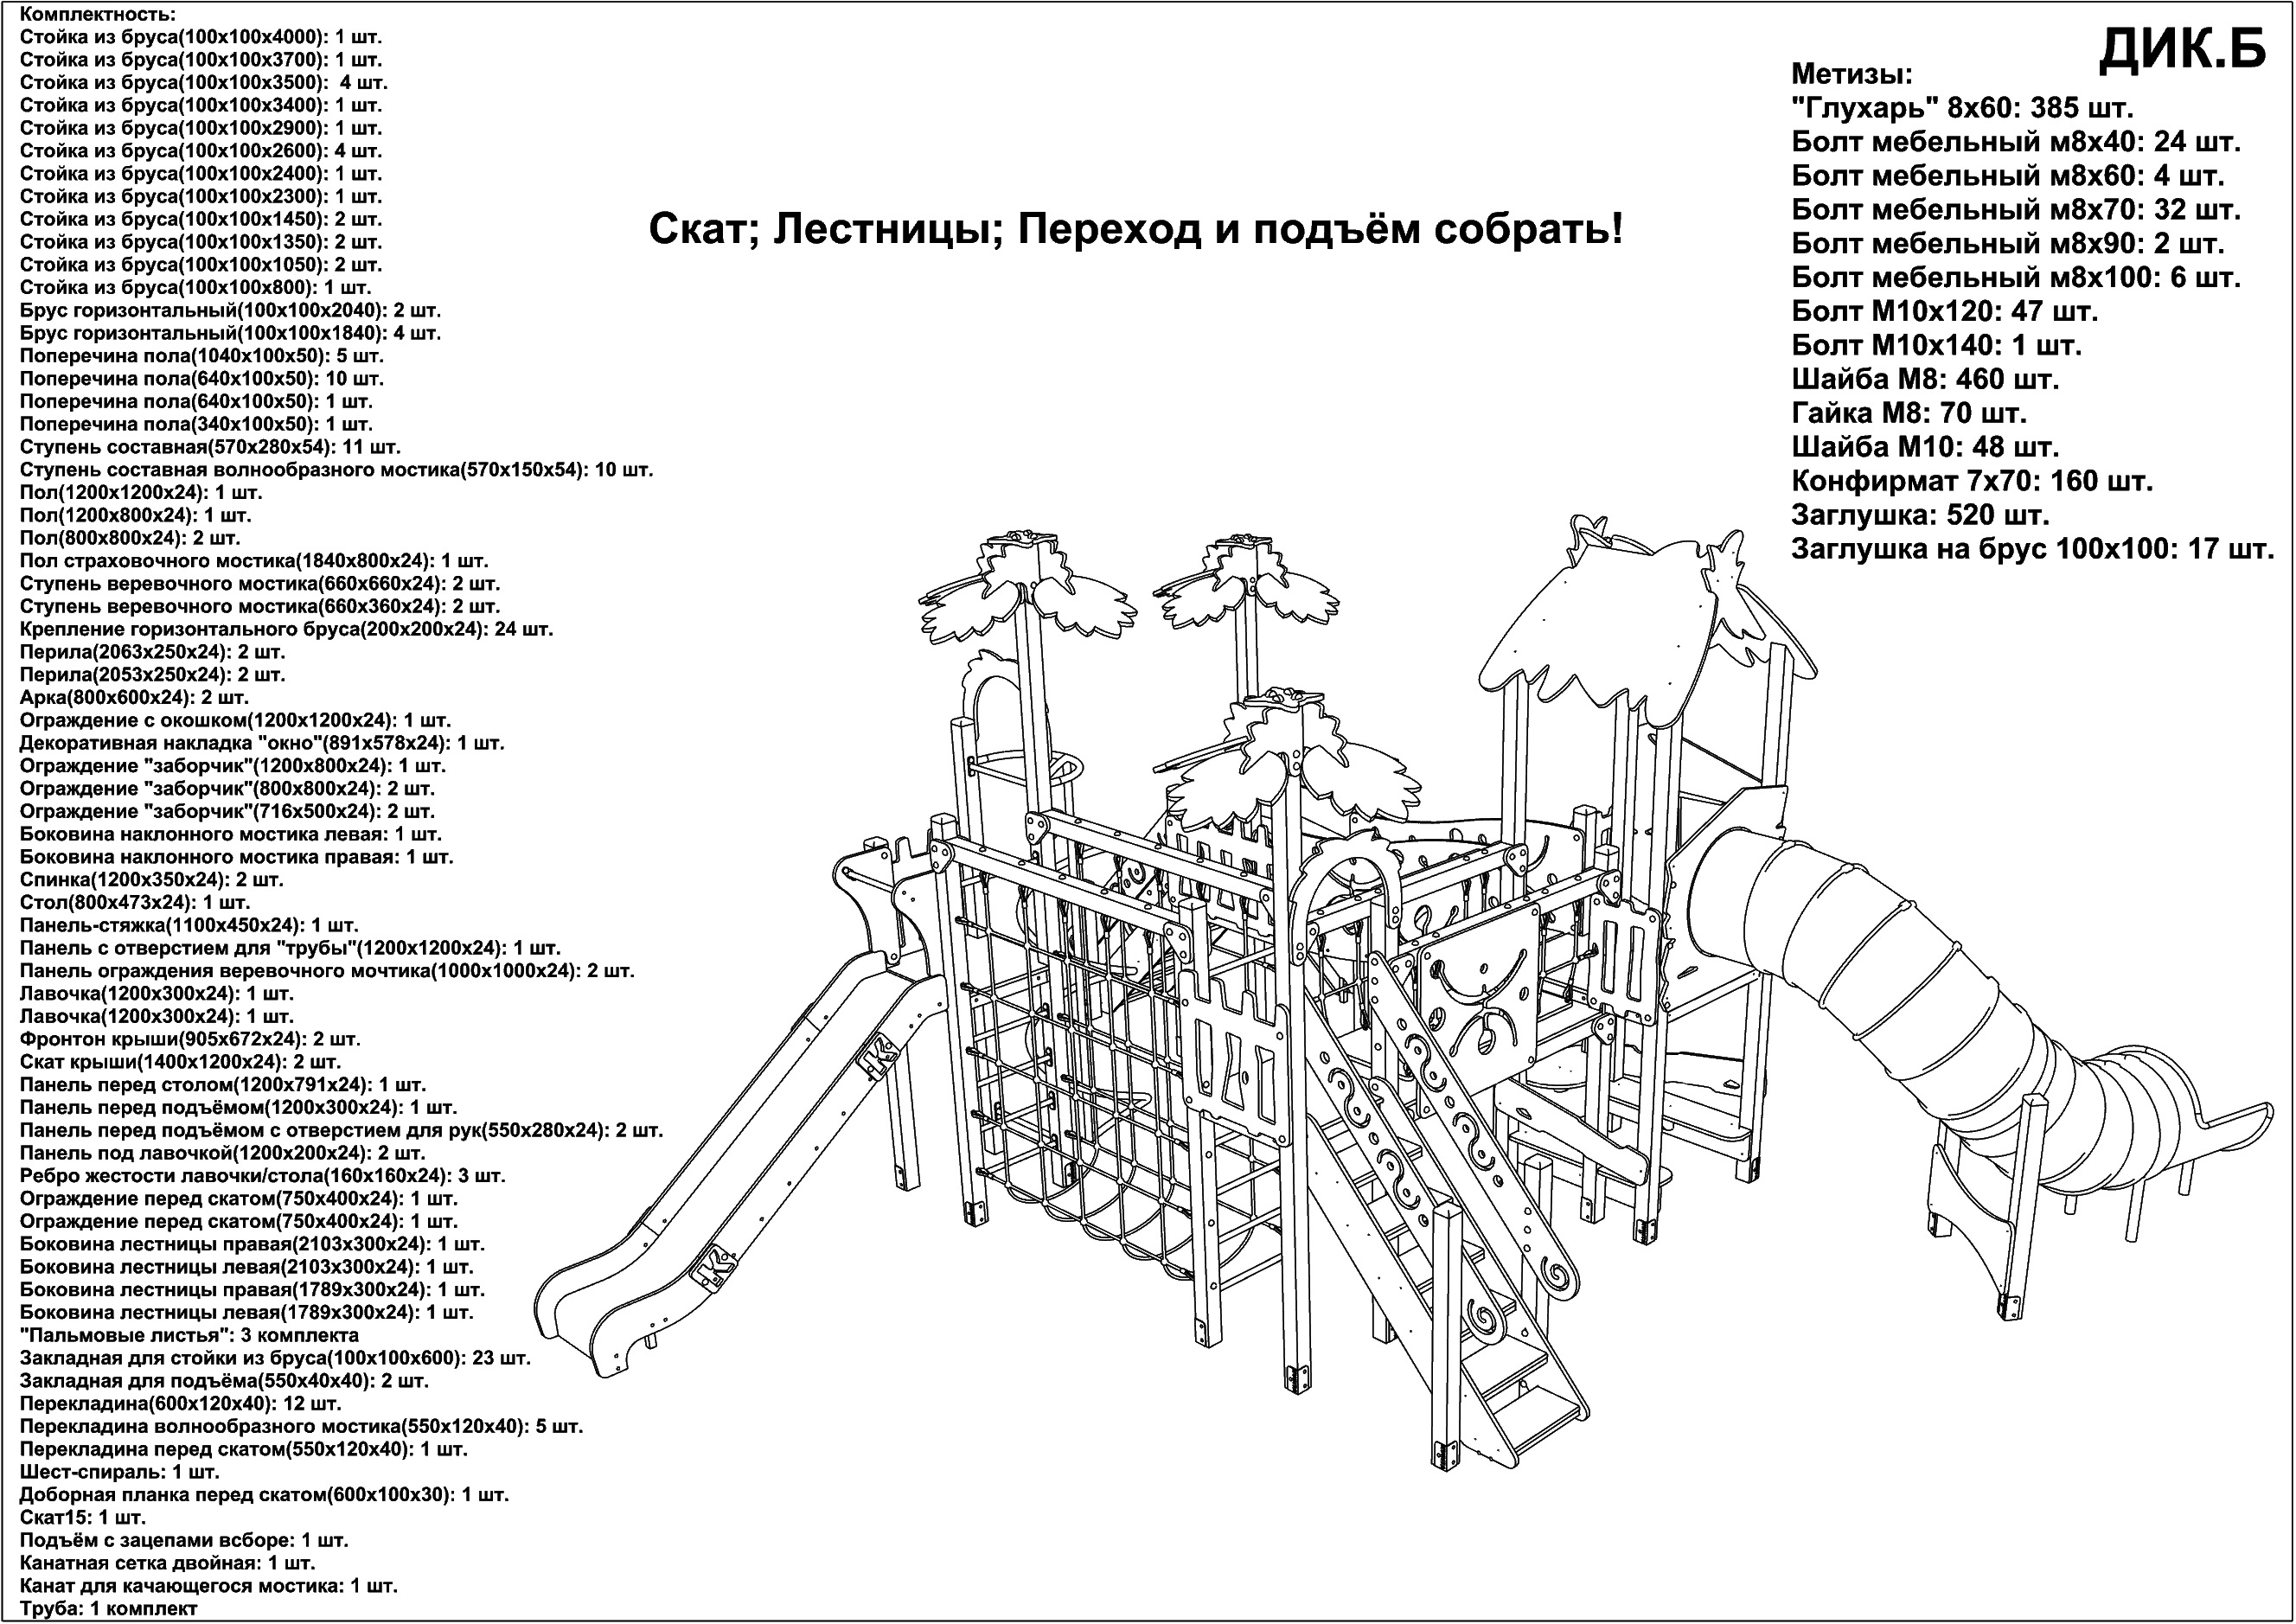 Комплектность:
Стойка из бруса(100х100х4000): 1 шт.
Стойка из бруса(100х100х3700): 1 шт.
Стойка из бруса(100х100х3500):  4 шт.
Стойка из бруса(100х100х3400): 1 шт.
Стойка из бруса(100х100х2900): 1 шт.
Стойка из бруса(100х100х2600): 4 шт.
Стойка из бруса(100х100х2400): 1 шт.
Стойка из бруса(100х100х2300): 1 шт.
Стойка из бруса(100х100х1450): 2 шт.
Стойка из бруса(100х100х1350): 2 шт.
Стойка из бруса(100х100х1050): 2 шт.
Стойка из бруса(100х100х800): 1 шт.
Брус горизонтальный(100х100х2040): 2 шт.
Брус горизонтальный(100х100х1840): 4 шт.
Поперечина пола(1040х100х50): 5 шт.
Поперечина пола(640х100х50): 10 шт.
Поперечина пола(640х100х50): 1 шт.
Поперечина пола(340х100х50): 1 шт.
Ступень составная(570х280х54): 11 шт.
Ступень составная волнообразного мостика(570х150х54): 10 шт.
Пол(1200х1200х24): 1 шт.
Пол(1200х800х24): 1 шт.
Пол(800х800х24): 2 шт.
Пол страховочного мостика(1840х800х24): 1 шт.
Ступень веревочного мостика(660х660х24): 2 шт.
Ступень веревочного мостика(660х360х24): 2 шт.
Крепление горизонтального бруса(200х200х24): 24 шт.
Перила(2063х250х24): 2 шт.
Перила(2053х250х24): 2 шт.
Арка(800х600х24): 2 шт.
Ограждение с окошком(1200х1200х24): 1 шт.
Декоративная накладка "окно"(891х578х24): 1 шт.
Ограждение "заборчик"(1200х800х24): 1 шт.
Ограждение "заборчик"(800х800х24): 2 шт.
Ограждение "заборчик"(716х500х24): 2 шт.
Боковина наклонного мостика левая: 1 шт.
Боковина наклонного мостика правая: 1 шт.
Спинка(1200х350х24): 2 шт.
Стол(800х473х24): 1 шт.
Панель-стяжка(1100х450х24): 1 шт.
Панель с отверстием для "трубы"(1200х1200х24): 1 шт.
Панель ограждения веревочного мочтика(1000х1000х24): 2 шт.
Лавочка(1200х300х24): 1 шт.
Лавочка(1200х300х24): 1 шт.
Фронтон крыши(905х672х24): 2 шт.
Скат крыши(1400х1200х24): 2 шт.
Панель перед столом(1200х791х24): 1 шт.
Панель перед подъёмом(1200х300х24): 1 шт.
Панель перед подъёмом с отверстием для рук(550х280х24): 2 шт.
Панель под лавочкой(1200х200х24): 2 шт.
Ребро жестости лавочки/стола(160х160х24): 3 шт.
Ограждение перед скатом(750х400х24): 1 шт.
Ограждение перед скатом(750х400х24): 1 шт.
Боковина лестницы правая(2103х300х24): 1 шт.
Боковина лестницы левая(2103х300х24): 1 шт.
Боковина лестницы правая(1789х300х24): 1 шт.
Боковина лестницы левая(1789х300х24): 1 шт.
"Пальмовые листья": 3 комплекта
Закладная для стойки из бруса(100х100х600): 23 шт.
Закладная для подъёма(550х40х40): 2 шт.
Перекладина(600х120х40): 12 шт.
Перекладина волнообразного мостика(550х120х40): 5 шт.
Перекладина перед скатом(550х120х40): 1 шт.
Шест-спираль: 1 шт.
Доборная планка перед скатом(600х100х30): 1 шт.
Скат15: 1 шт.
Подъём с зацепами всборе: 1 шт.
Канатная сетка двойная: 1 шт.
Канат для качающегося мостика: 1 шт.
Труба: 1 комплект
Скат; Лестницы; Переход и подъём собрать!
ДИК.Б
Метизы:
"Глухарь" 8х60: 385 шт.
Болт мебельный м8х40: 24 шт.
Болт мебельный м8х60: 4 шт.
Болт мебельный м8х70: 32 шт.
Болт мебельный м8х90: 2 шт.
Болт мебельный м8х100: 6 шт.
Болт М10х120: 47 шт.
Болт М10х140: 1 шт.
Шайба М8: 460 шт.
Гайка М8: 70 шт.
Шайба М10: 48 шт.
Конфирмат 7х70: 160 шт.
Заглушка: 520 шт.
Заглушка на брус 100х100: 17 шт.